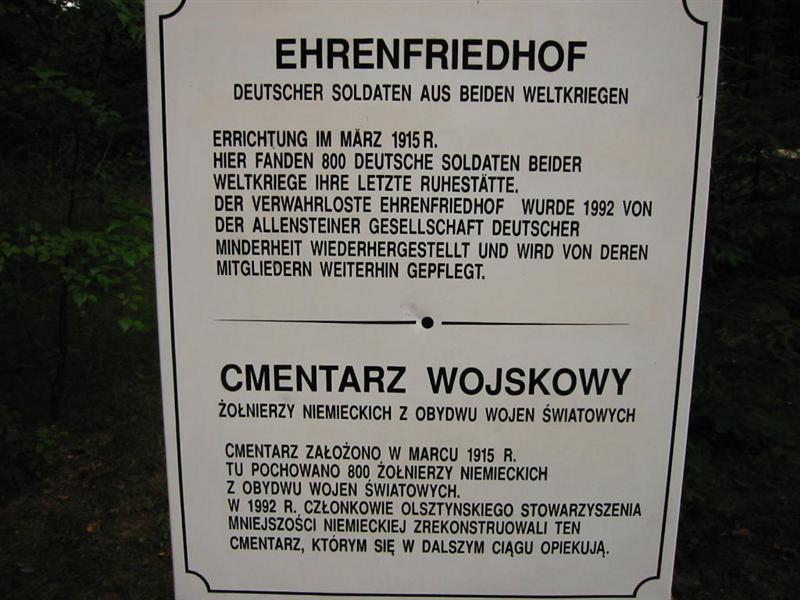 EHRENFRIEDHOF
DEUTSCHER SOLDATEN AUS BEIDEN WELTKRIEGEN
ERRICHTUNG IM MÄRZ 1915 R.
HIER FANDEN 800 DEUTSCHE SOLDATEN BEIDER
WELTKRIEGE IHRE LETZTE RUHESTÄTTE.
DER VERWAHRLOSTE EHRENFRIEDHOF WURDE 1992 VON
DER ALLENSTEINER GESELLSCHAFT DEUTSCHER
MINDERHEIT WIEDERHERGESTELLT UND WIRD VON DEREN
MITGLIEDERN WEITERHIN GEPFLEGT.
CMENTARZ WOJSKOWY
ŻOŁNIERZY NIEMIECKICH Z OBYDWU WOJEN ŚWIATOWYCH
CMENTARZ ZAŁOŻONO W MARCU 1915 R.
TU POCHOWANO 800 ŻOŁNIERZY NIEMIECKICH
Z OBYDWU WOJEN ŚWIATOWYCH.
W 1992 R. CZŁONKOWIE OLSZTYNSKIEGO STOWARZYSZENIA
MNIEJSZOŚCI NIEMIECKIEJ ZREKONSTRUOWALI TEN
CMENTARZ, KTÓRYM SIĘ W DALSZYM CIĄGU OPIEKUJĄ.